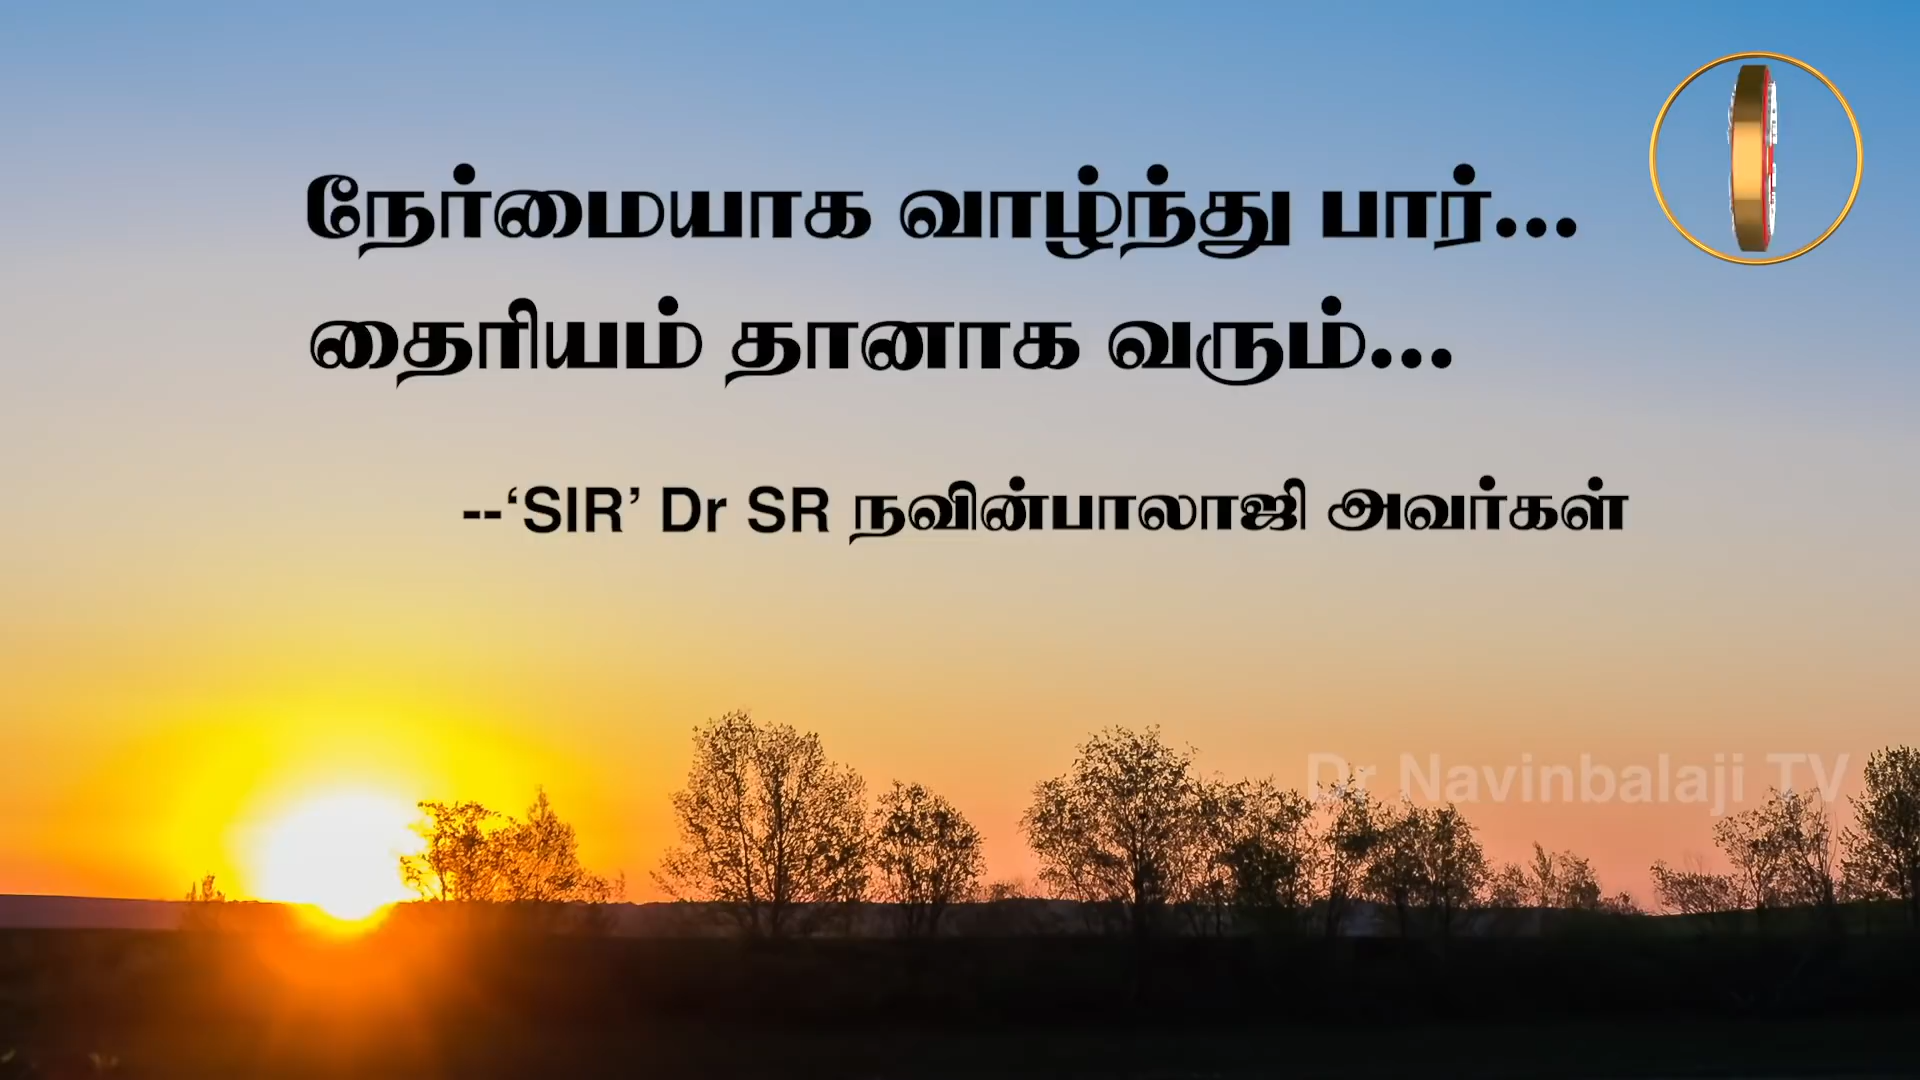 நேர்மையாக வாழ்ந்து பார்...
தைரியம் தானாக வரும்...
--‘SIR’ Dr SR நவின்பாலாஜி அவர்கள்
Dr Navinbalaji TV